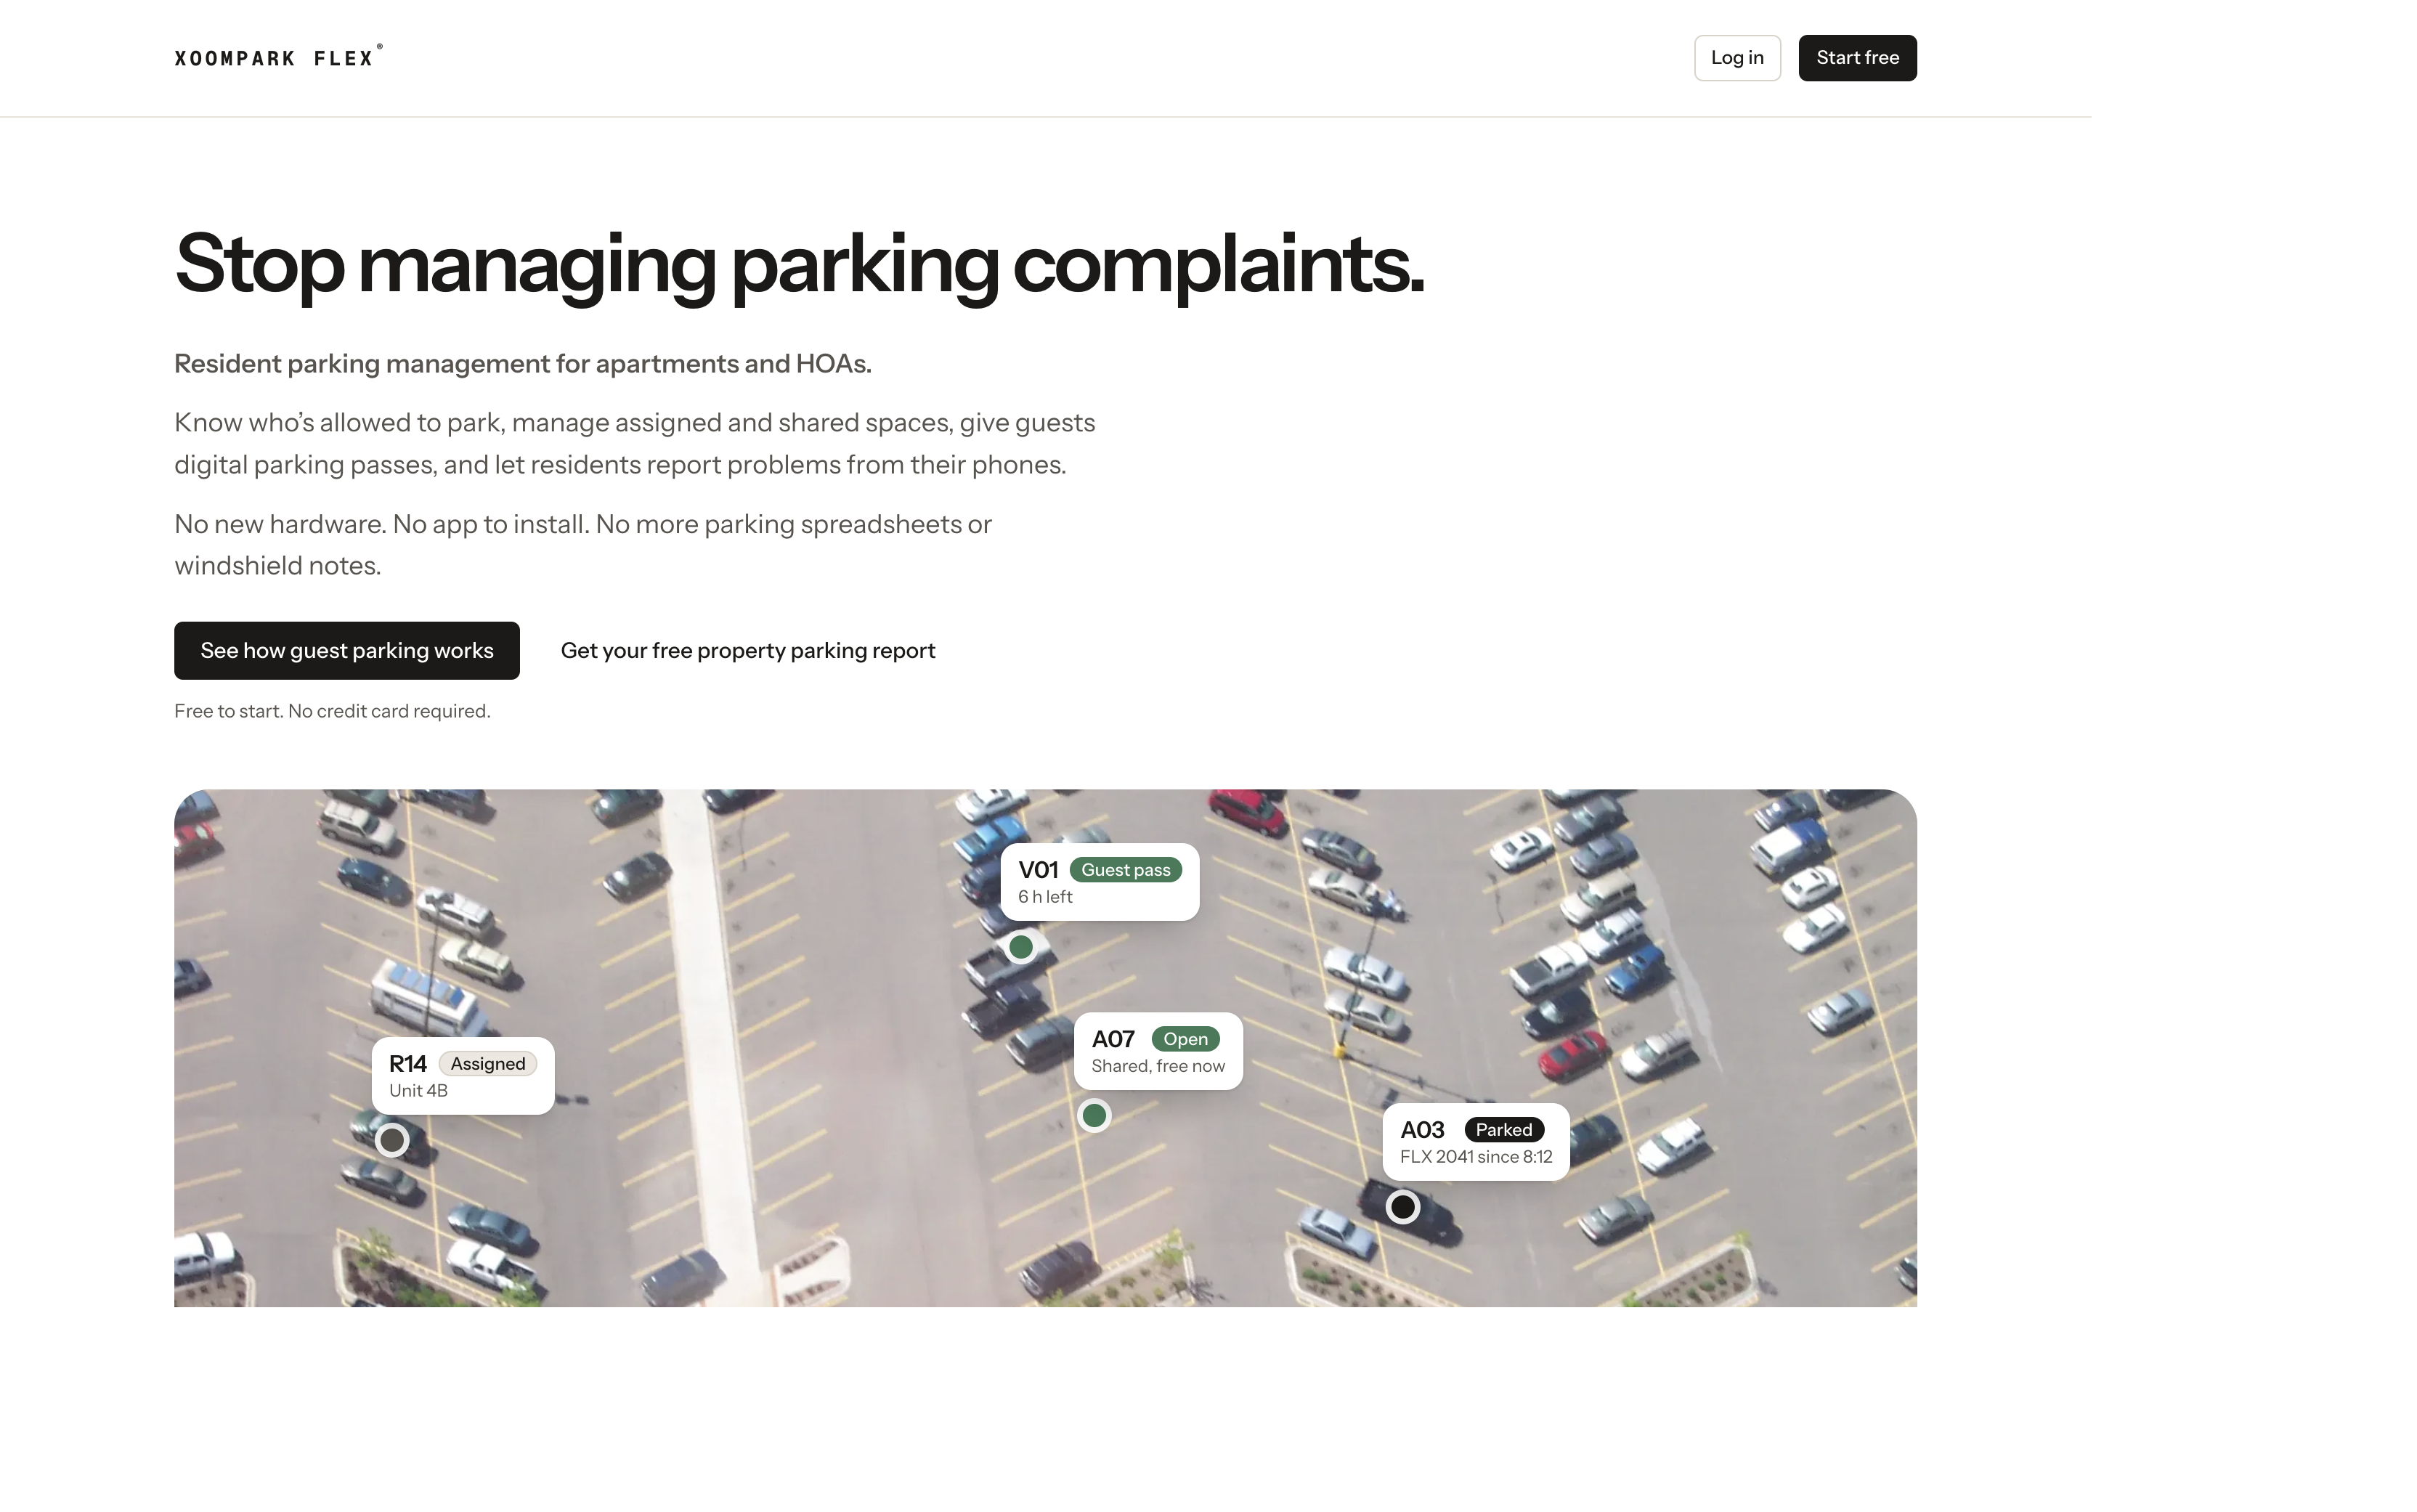 XOOMPARK FLEX®
Log in
Start free
Stop managing parking complaints.
Resident parking management for apartments and HOAs.
Know who’s allowed to park, manage assigned and shared spaces, give guests
digital parking passes, and let residents report problems from their phones.
No new hardware. No app to install. No more parking spreadsheets or
windshield notes.
See how guest parking works
Get your free property parking report
Free to start. No credit card required.
V01 Guest pass
6 h left
A07 Open
Shared, free now
R14 Assigned
Unit 4B
A03 Parked
FLX 2041 since 8:12